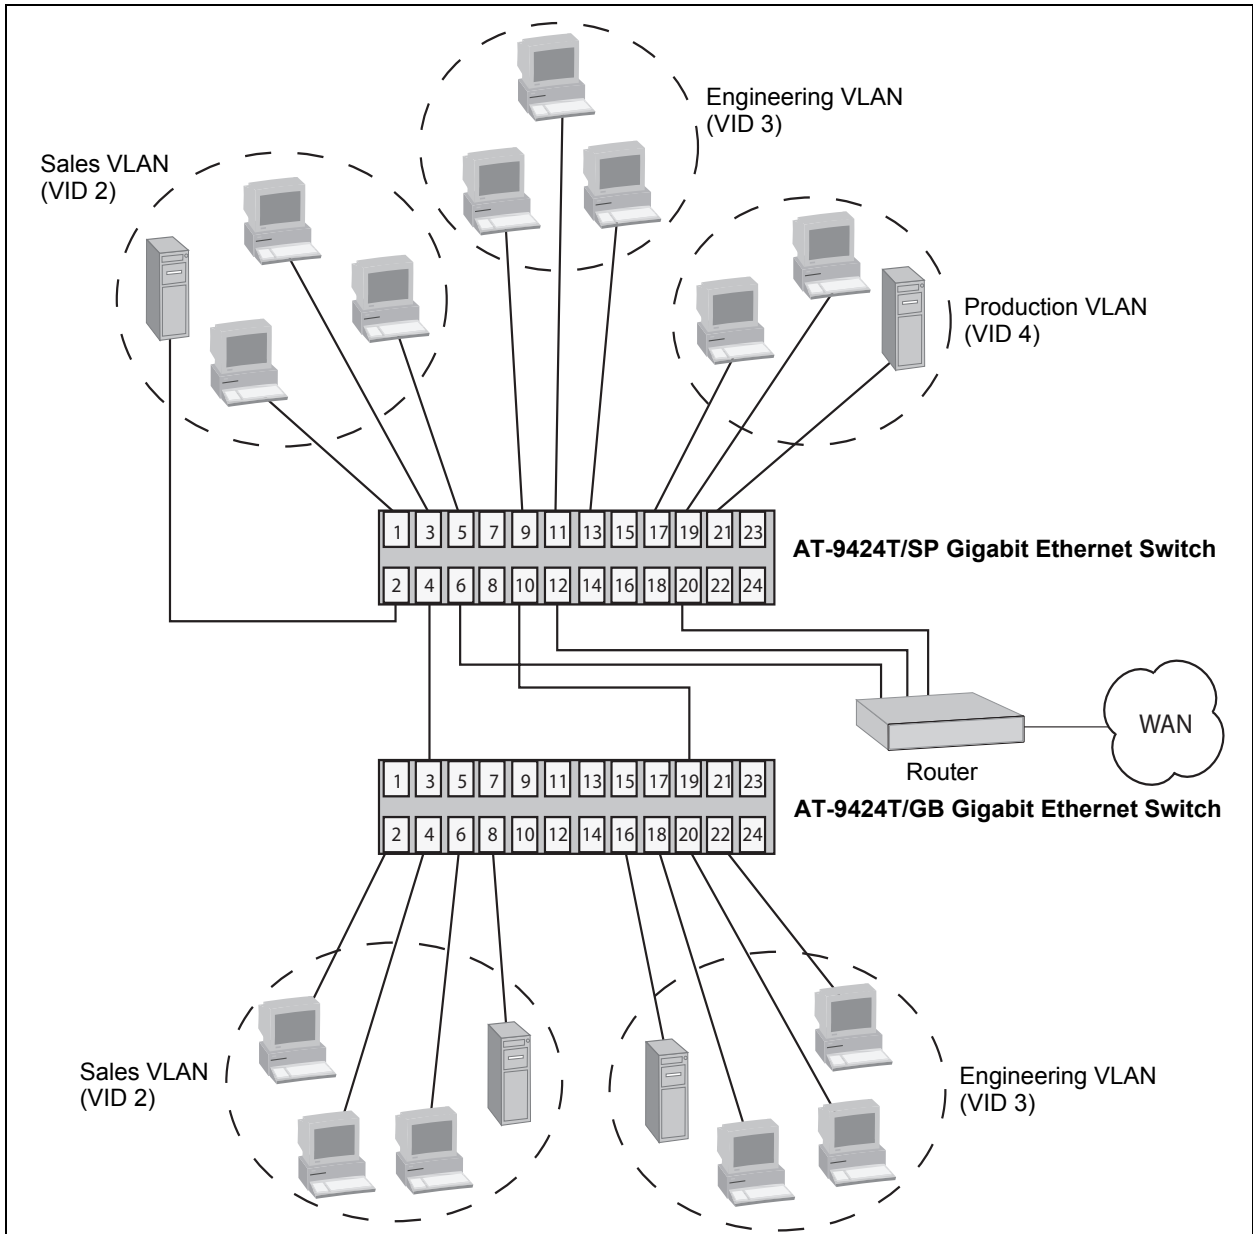 Engineering VLAN
(VID 3)
Sales VLAN
(VID 2)
Production VLAN
(VID 4)
1 3 5 7 9 11 13 15 17 19 21 23
AT-9424T/SP Gigabit Ethernet Switch
2 4 6 8 10 12 14 16 18 20 22 24
WAN
Router
1 3 5 7 9 11 13 15 17 19 21 23
AT-9424T/GB Gigabit Ethernet Switch
2 4 6 8 10 12 14 16 18 20 22 24
Sales VLAN
(VID 2)
Engineering VLAN
(VID 3)